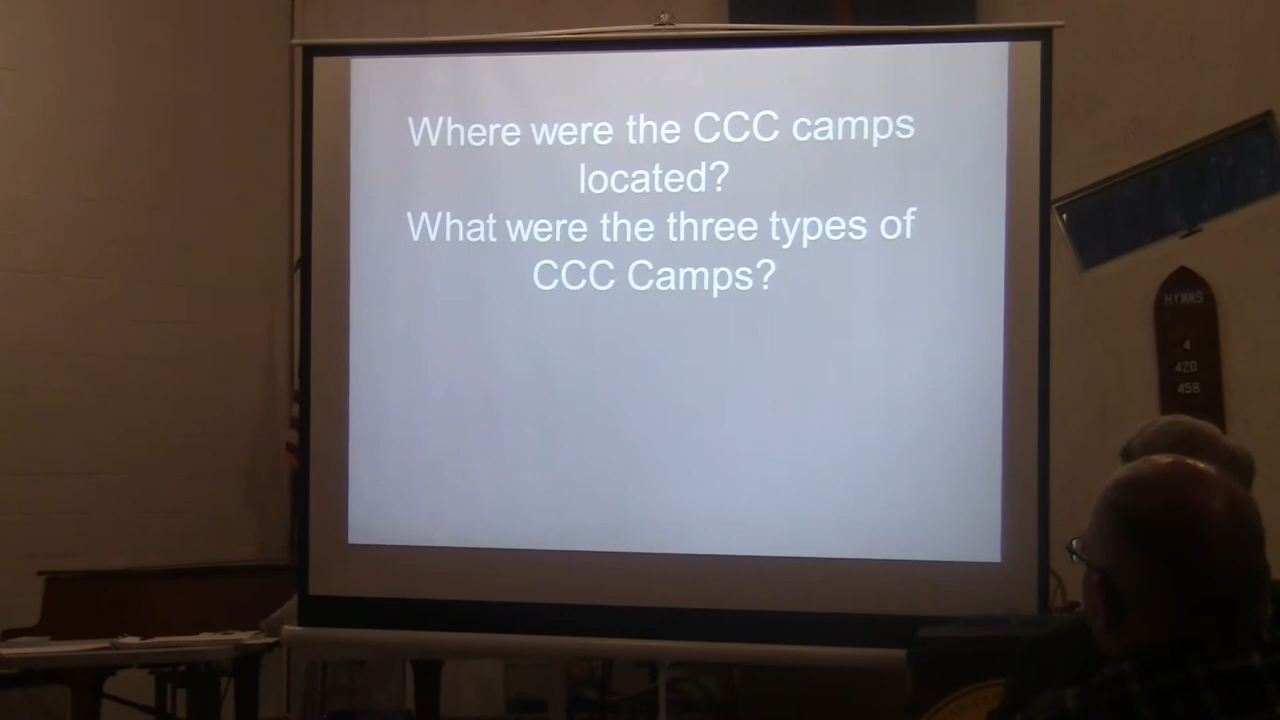 Where were the CCC camps
located?
What were the three types of
CCC Camps?
HYMNS
4
420
458